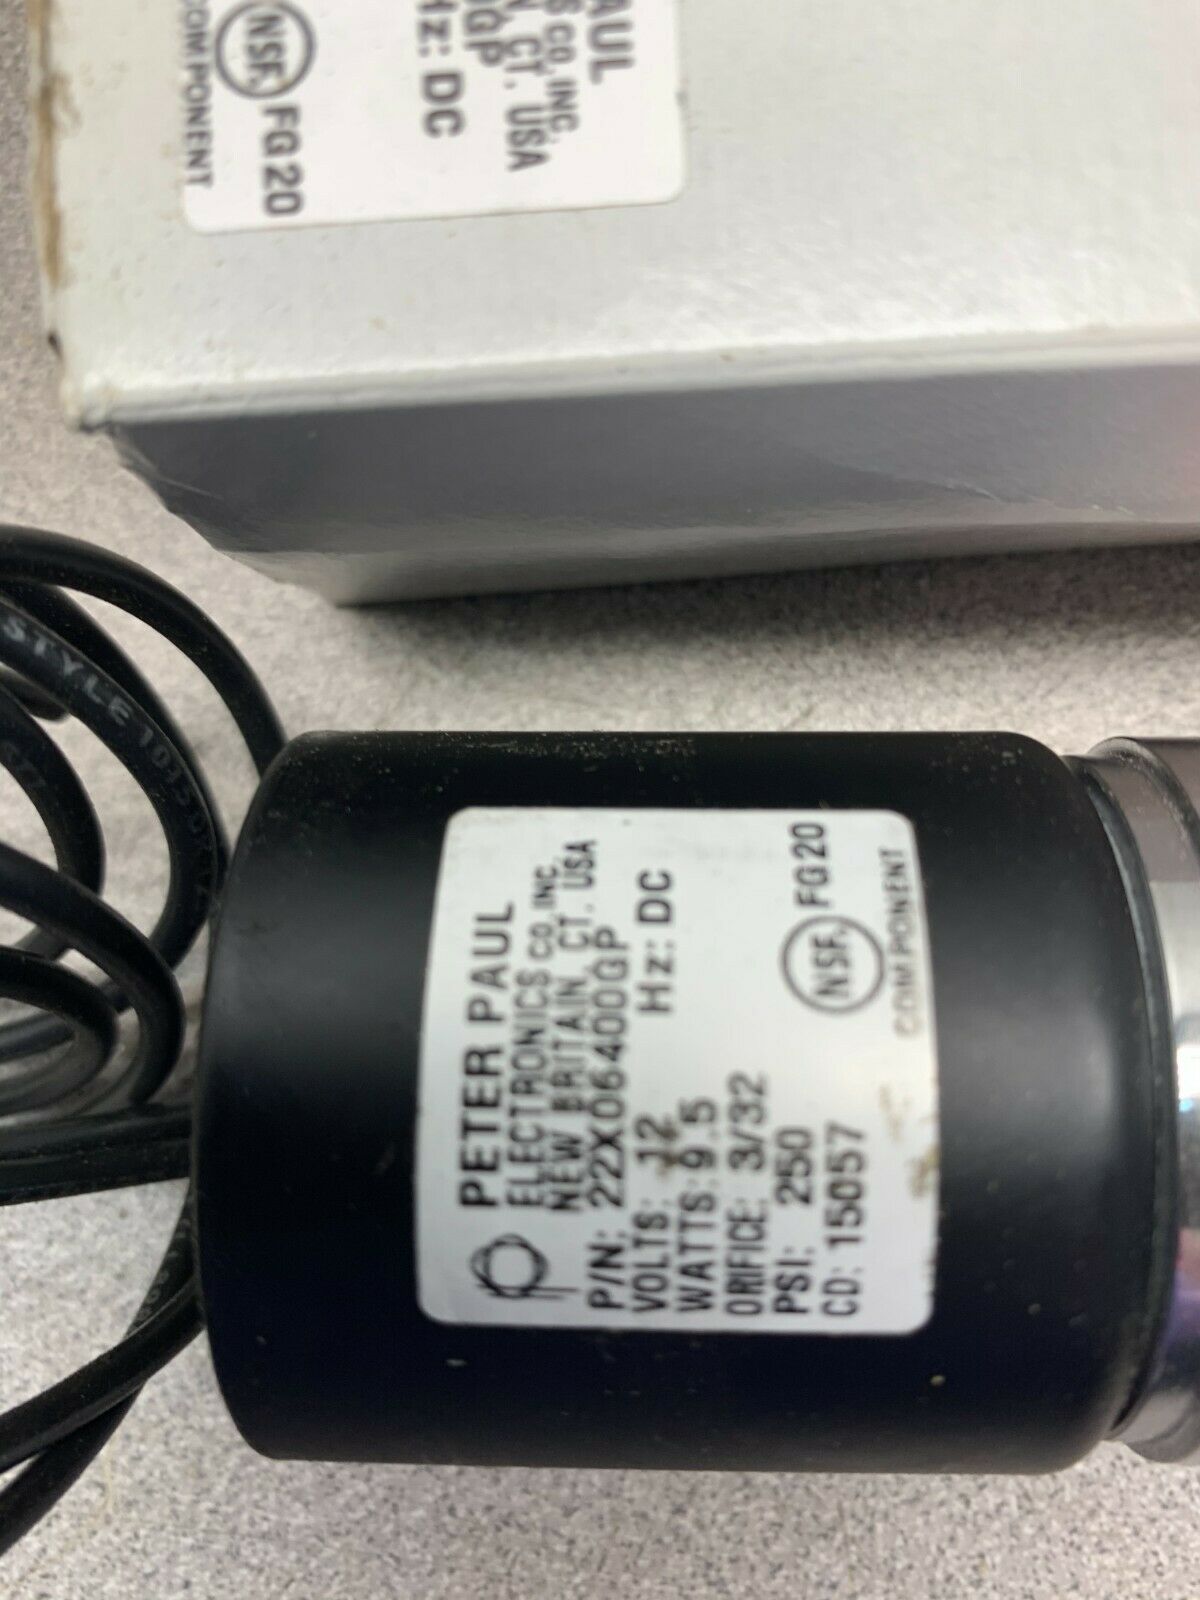 AUL
S CO, INC.
N, CT. USA
0GP
Hz: DC
NSF. FG20
COMPONENT
STYLE
PETER PAUL
ELECTRONICS CO, INC.
NEW BRITAIN, CT. USA
P/N: 22X06400GP
VOLTS: 12 Hz: DC
WATTS: 9.5
ORIFICE: 3/32
PSI: 250
CD: 15057
NSF. FG20
COMPONENT